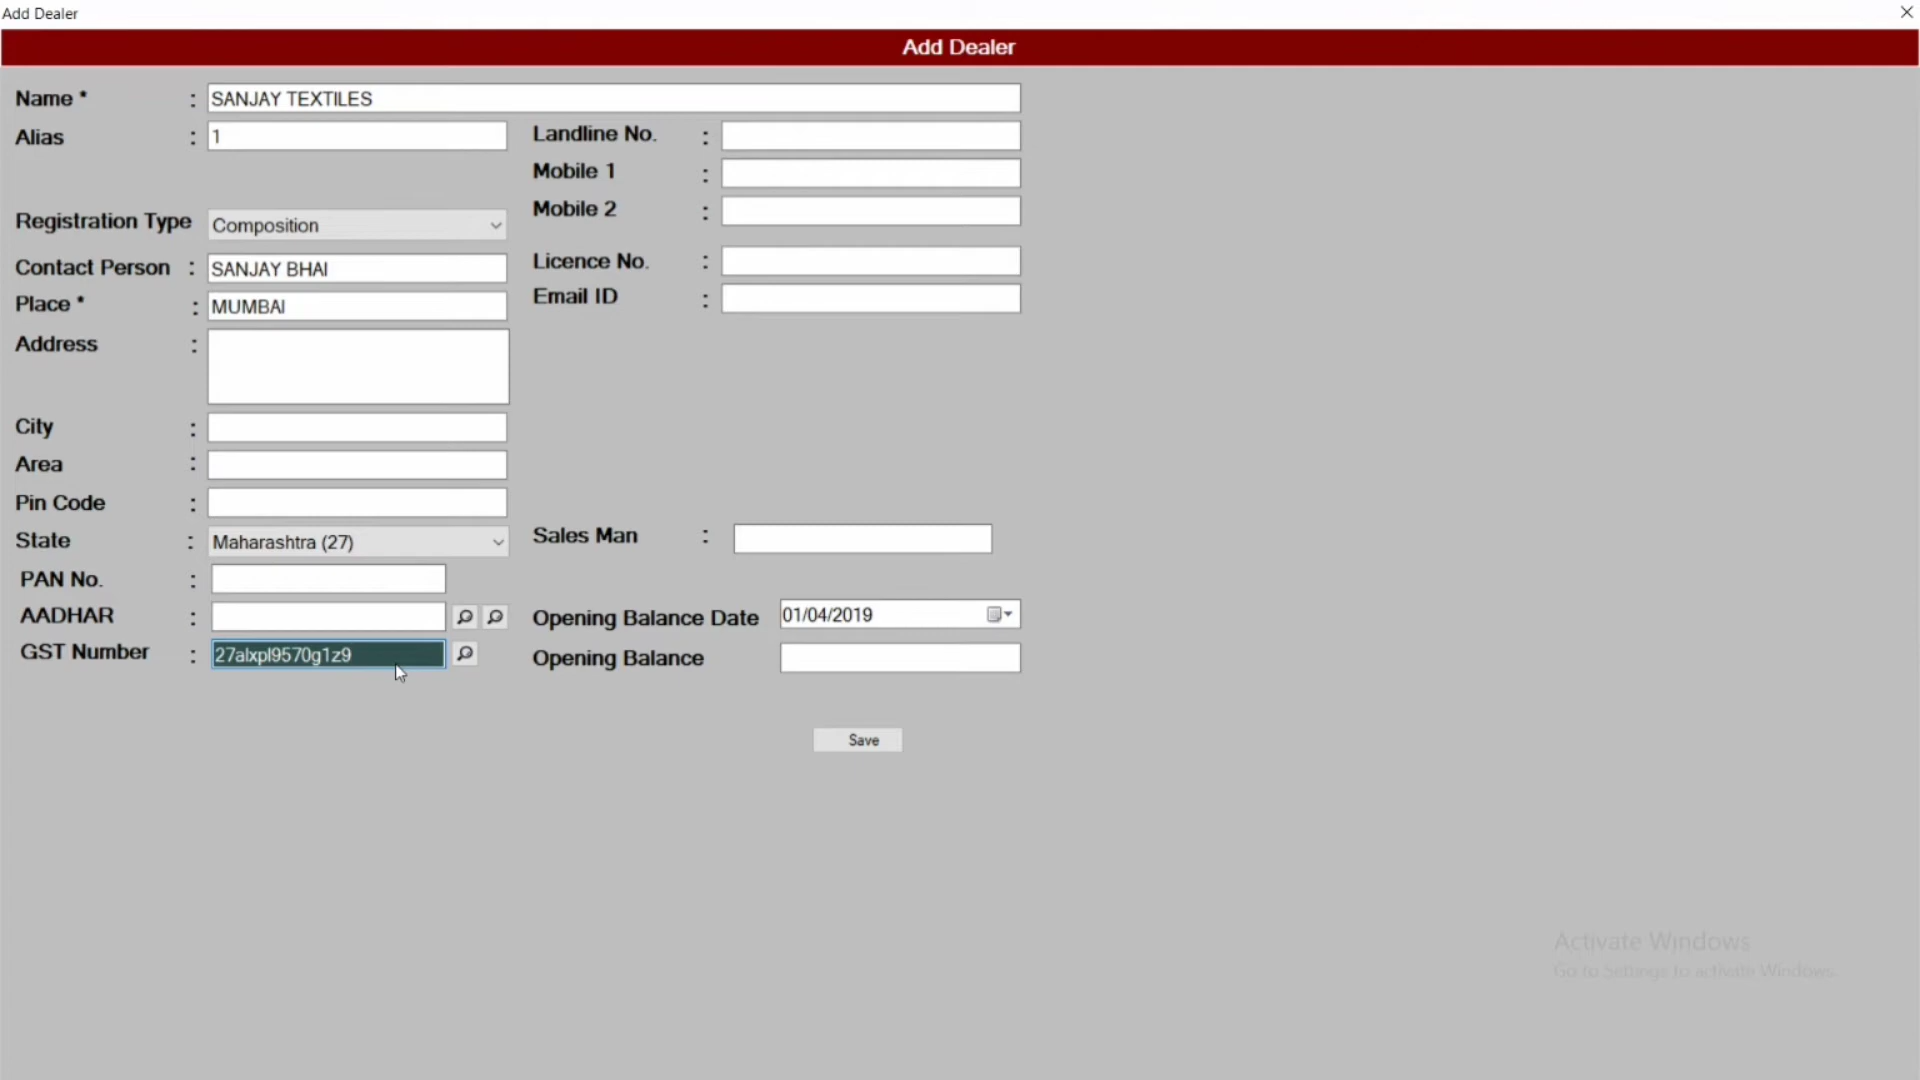 Add Dealer
Add Dealer
Name * : SANJAY TEXTILES
Alias : 1
Landline No. :
Mobile 1 :
Mobile 2 :
Registration Type Composition
Contact Person : SANJAY BHAI
Licence No. :
Place * : MUMBAI
Email ID :
Address :
City :
Area :
Pin Code :
State : Maharashtra (27)
Sales Man :
PAN No. :
AADHAR :
Opening Balance Date 01/04/2019
GST Number : 27alxpl9570g1z9
Opening Balance
Save
Activate Windows
Go to Settings to activate Windows.